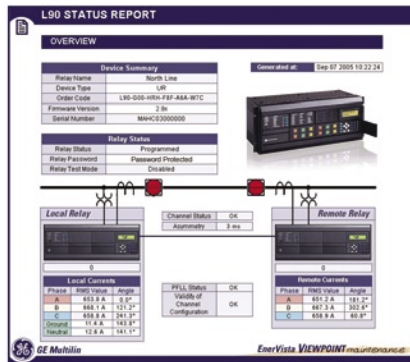 L90 STATUS REPORT
OVERVIEW
Device Summary
Relay Name North Line
Device Type UR
Order Code L90-G00-HRH-F8F-A6A-W7C
Firmware Version 2.8x
Serial Number MAHC03000000
Generated at: Sep 07 2005 10:22:24
Relay Status
Relay Status Programmed
Relay Password Password Protected
Relay Test Mode Disabled
Local Relay
Channel Status OK
Asymmetry 3 ms
Remote Relay
0
0
Local Currents
Phase RMS Value Angle
A 653.8 A 0.0°
B 668.1 A 121.2°
C 658.8 A 241.3°
Ground 11.4 A 143.8°
Neutral 12.6 A 141.1°
PFLL Status OK
Validity of Channel Configuration OK
Remote Currents
Phase RMS Value Angle
A 651.2 A 181.2°
B 667.3 A 302.6°
C 658.9 A 60.8°
GE Multilin
EnerVista VIEWPOINT maintenance